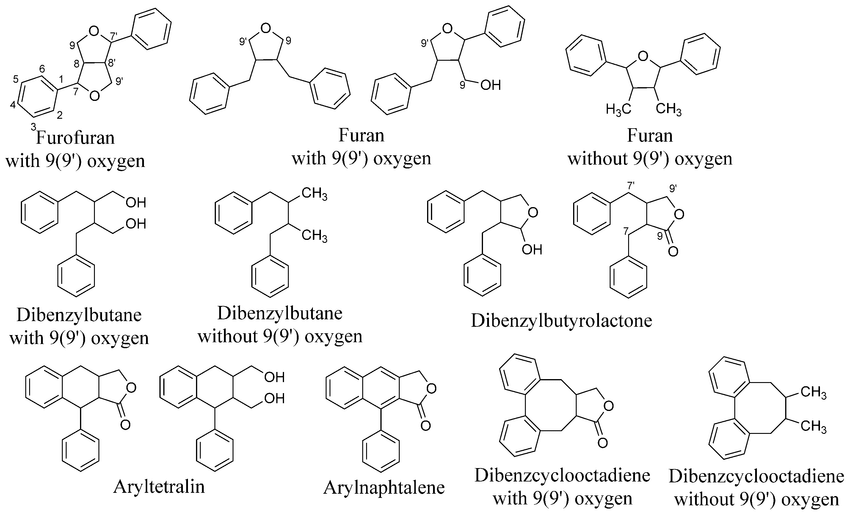 O
7'
9
8
8'
6
5
1
9'
4
7
O
2
3
Furofuran
with 9(9') oxygen
O
9'
9
O
9'
9
OH
Furan
with 9(9') oxygen
O
H₃C
CH₃
Furan
without 9(9') oxygen
OH
OH
Dibenzylbutane
with 9(9') oxygen
CH₃
CH₃
Dibenzylbutane
without 9(9') oxygen
O
OH
7'
9'
O
7
9
O
Dibenzylbutyrolactone
O
O
OH
OH
Aryltetralin
O
O
Arylnaphtalene
O
O
Dibenzcyclooctadiene
with 9(9') oxygen
CH₃
CH₃
Dibenzcyclooctadiene
without 9(9') oxygen